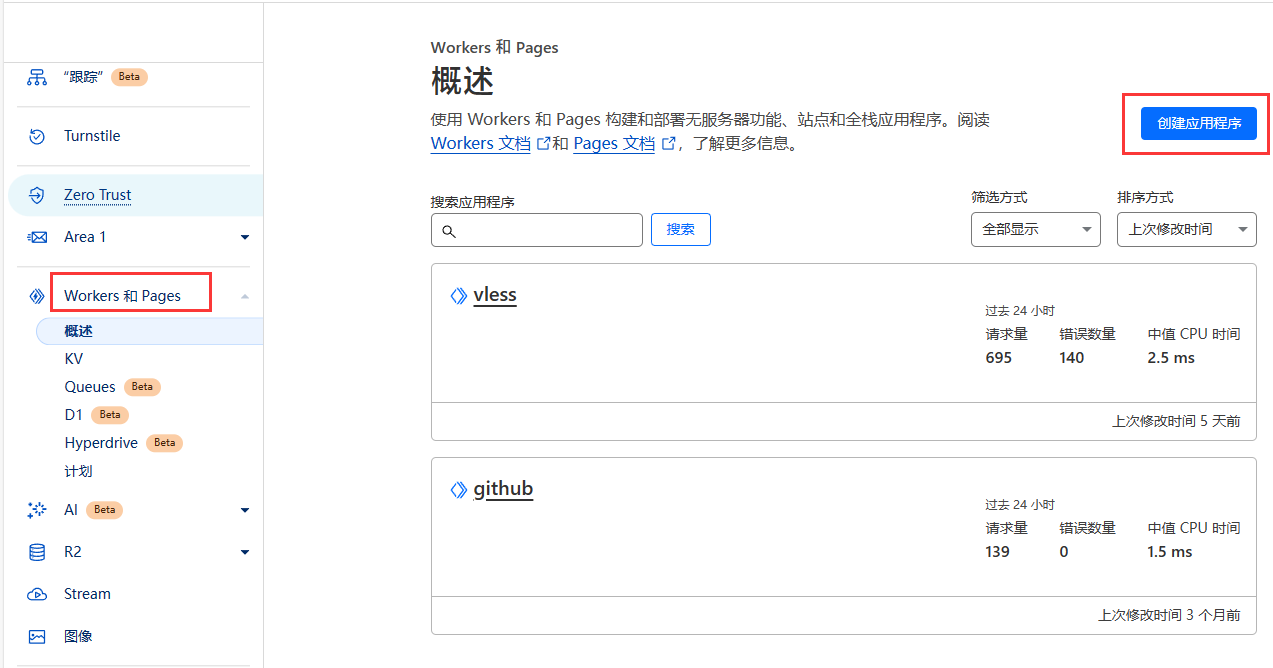 “跟踪” Beta
Turnstile
Zero Trust
Area 1
Workers 和 Pages
概述
KV
Queues Beta
D1 Beta
Hyperdrive Beta
计划
AI Beta
R2
Stream
图像
Workers 和 Pages
概述
使用 Workers 和 Pages 构建和部署无服务器功能、站点和全栈应用程序。阅读
Workers 文档 和 Pages 文档 ，了解更多信息。
创建应用程序
搜索应用程序
搜索
筛选方式
全部显示
排序方式
上次修改时间
vless
过去 24 小时
请求量 错误数量 中值 CPU 时间
695 140 2.5 ms
上次修改时间 5 天前
github
过去 24 小时
请求量 错误数量 中值 CPU 时间
139 0 1.5 ms
上次修改时间 3 个月前